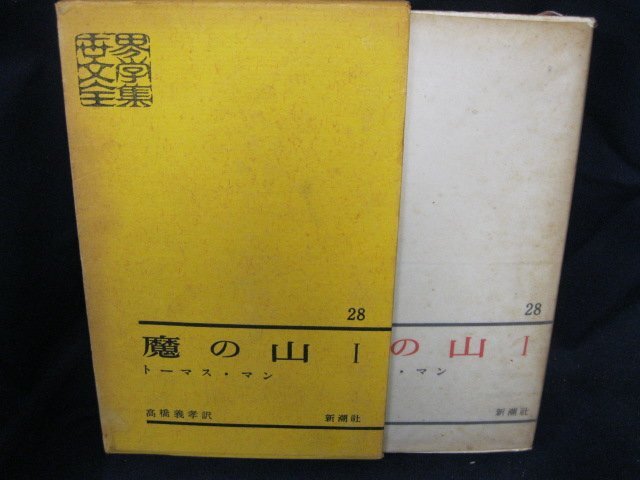 世界文学全集
28
魔の山 I
トーマス・マン
高橋義孝訳
新潮社
28
の山 I
・マン
新潮社